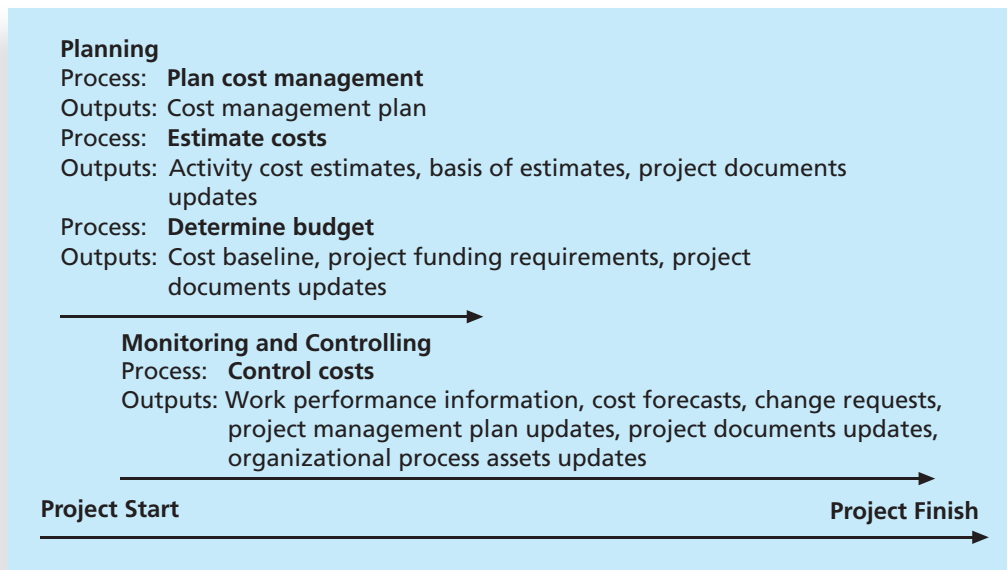 Planning
Process: Plan cost management
Outputs: Cost management plan
Process: Estimate costs
Outputs: Activity cost estimates, basis of estimates, project documents
updates
Process: Determine budget
Outputs: Cost baseline, project funding requirements, project
documents updates
Monitoring and Controlling
Process: Control costs
Outputs: Work performance information, cost forecasts, change requests,
project management plan updates, project documents updates,
organizational process assets updates
Project Start Project Finish